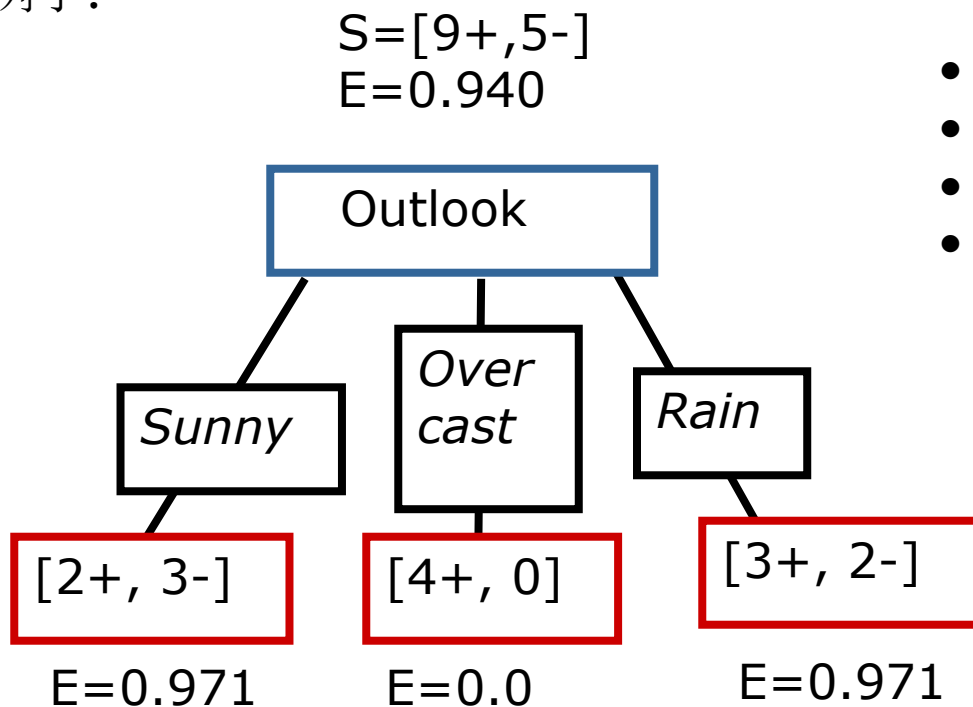 S=[9+,5-]
E=0.940
Outlook
Sunny
Over
cast
Rain
[2+, 3-]
[4+, 0]
[3+, 2-]
E=0.971
E=0.0
E=0.971